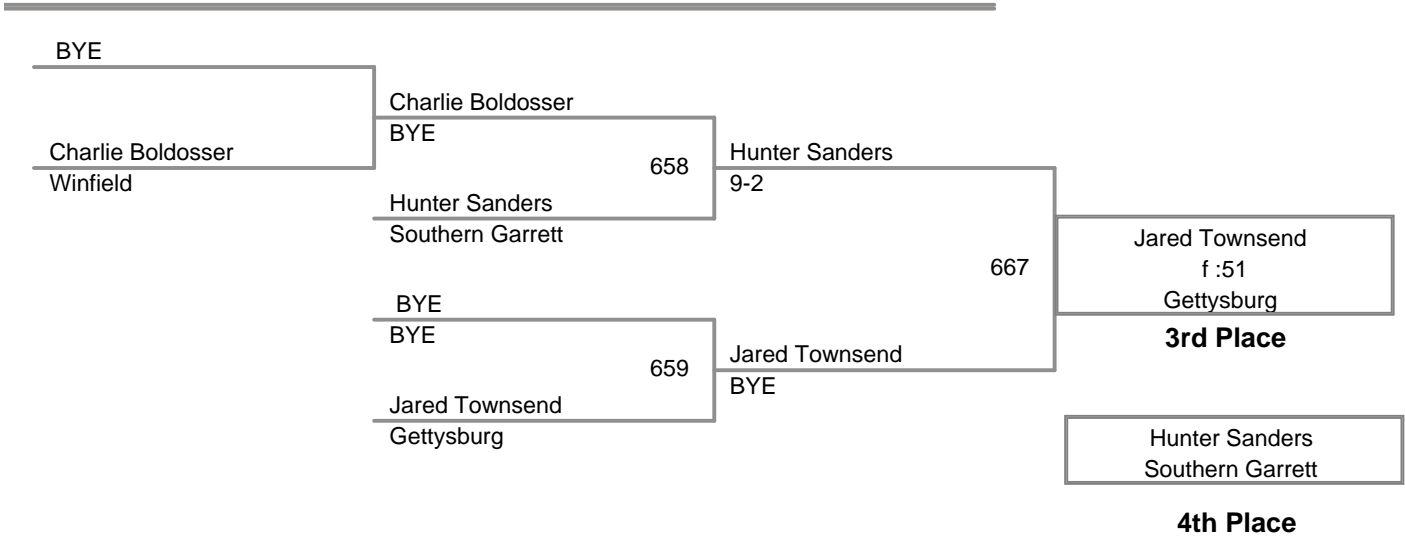 BYE
Charlie Boldosser
Winfield
Charlie Boldosser
BYE
658
Hunter Sanders
Southern Garrett
BYE
BYE
659
Jared Townsend
Gettysburg
Hunter Sanders
9-2
667
Jared Townsend
BYE
Jared Townsend
f :51
Gettysburg
3rd Place
Hunter Sanders
Southern Garrett
4th Place